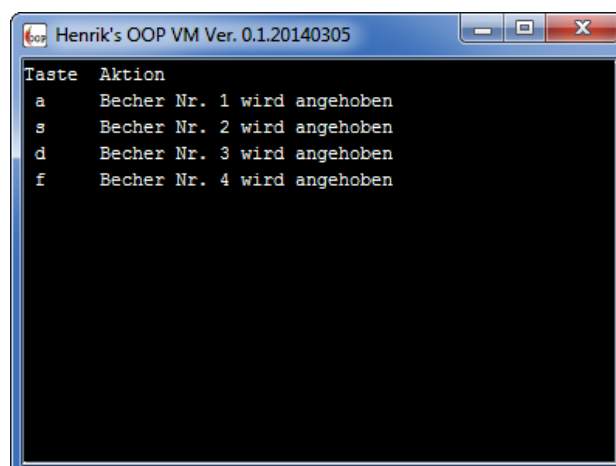 Henrik's OOP VM Ver. 0.1.20140305
Taste Aktion
a Becher Nr. 1 wird angehoben
s Becher Nr. 2 wird angehoben
d Becher Nr. 3 wird angehoben
f Becher Nr. 4 wird angehoben